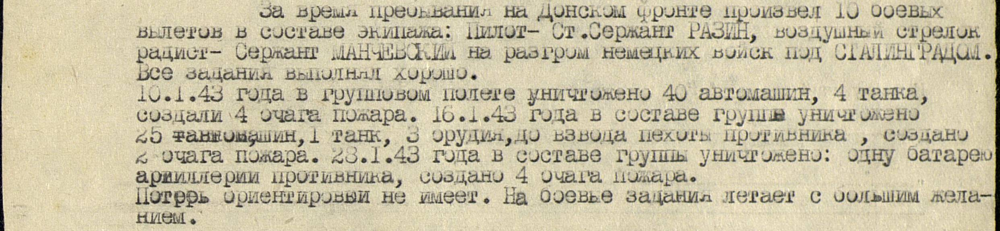 За время пребывания на Донском фронте произвел 10 боевых
вылетов в составе экипажа: Пилот- Ст.Сержант РАЗИН, воздушный стрелок
радист- Сержант МАНЧЕВСКИЙ на разгром немецких войск под СТАЛИНГРАДОМ.
Все задания выполнял хорошо.
10.1.43 года в групповом полете уничтожено 40 автомашин, 4 танка,
создали 4 очага пожара. 16.1.43 года в составе группы уничтожено
25 машин,1 танк, 3 орудия,до взвода пехоты противника , создано
2 очага пожара. 28.1.43 года в составе группы уничтожено: одну батарею
артиллерии противника, создано 4 очага пожара.
Потерь ориентировки не имеет. На боевые задания летает с большим жела-
нием.